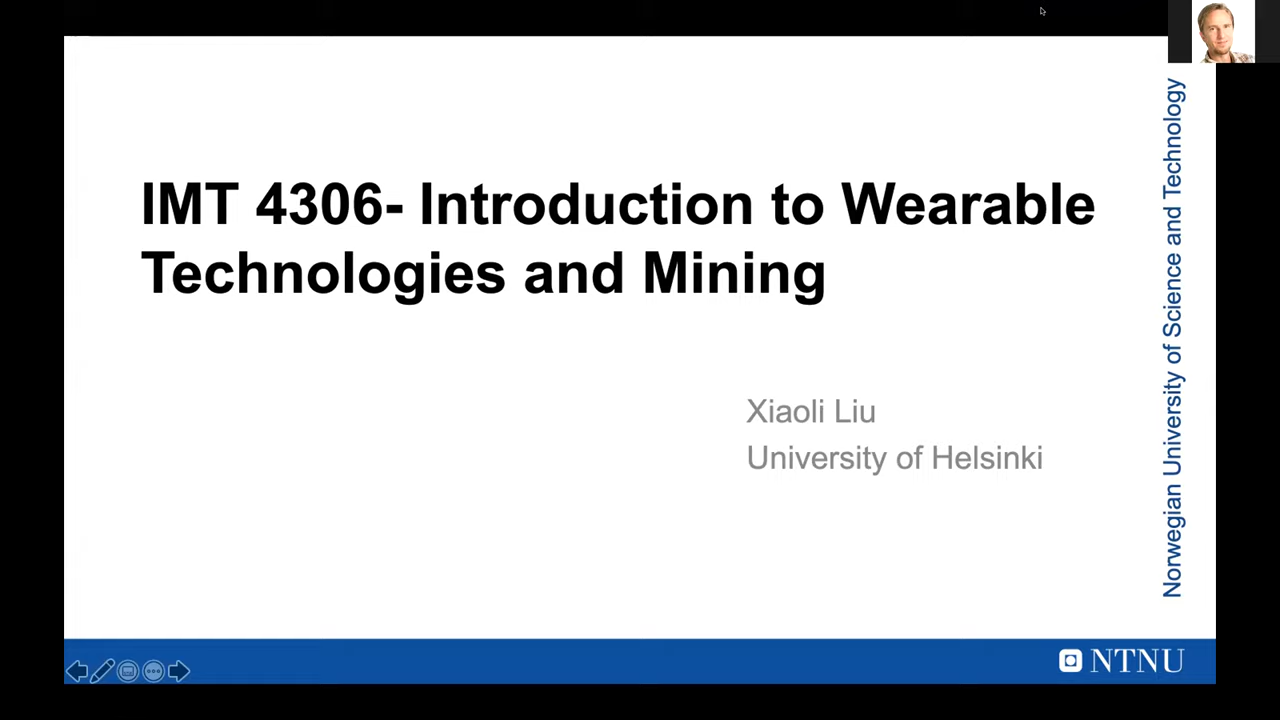 IMT 4306- Introduction to Wearable
Technologies and Mining
Xiaoli Liu
University of Helsinki
Norwegian University of Science and Technology
NTNU